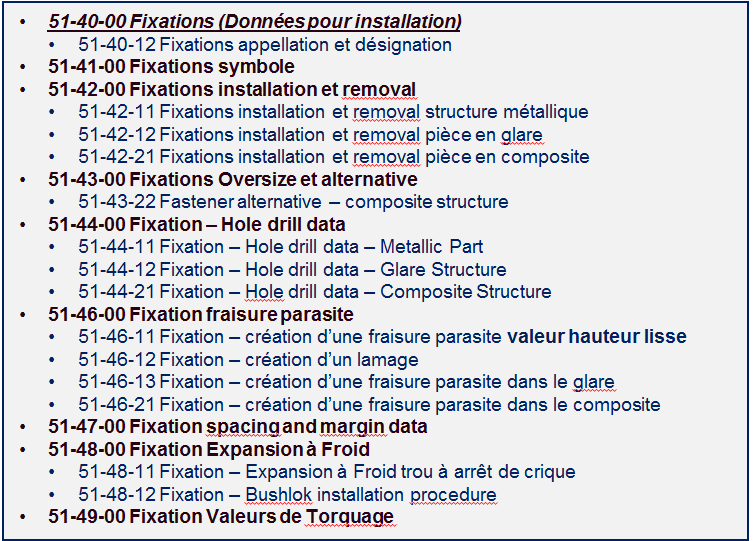 • 51-40-00 Fixations (Données pour installation)
• 51-40-12 Fixations appellation et désignation
• 51-41-00 Fixations symbole
• 51-42-00 Fixations installation et removal
• 51-42-11 Fixations installation et removal structure métallique
• 51-42-12 Fixations installation et removal pièce en glare
• 51-42-21 Fixations installation et removal pièce en composite
• 51-43-00 Fixations Oversize et alternative
• 51-43-22 Fastener alternative – composite structure
• 51-44-00 Fixation – Hole drill data
• 51-44-11 Fixation – Hole drill data – Metallic Part
• 51-44-12 Fixation – Hole drill data – Glare Structure
• 51-44-21 Fixation – Hole drill data – Composite Structure
• 51-46-00 Fixation fraisure parasite
• 51-46-11 Fixation – création d’une fraisure parasite valeur hauteur lisse
• 51-46-12 Fixation – création d’un lamage
• 51-46-13 Fixation – création d’une fraisure parasite dans le glare
• 51-46-21 Fixation – création d’une fraisure parasite dans le composite
• 51-47-00 Fixation spacing and margin data
• 51-48-00 Fixation Expansion à Froid
• 51-48-11 Fixation – Expansion à Froid trou à arrêt de crique
• 51-48-12 Fixation – Bushlok installation procedure
• 51-49-00 Fixation Valeurs de Torquage